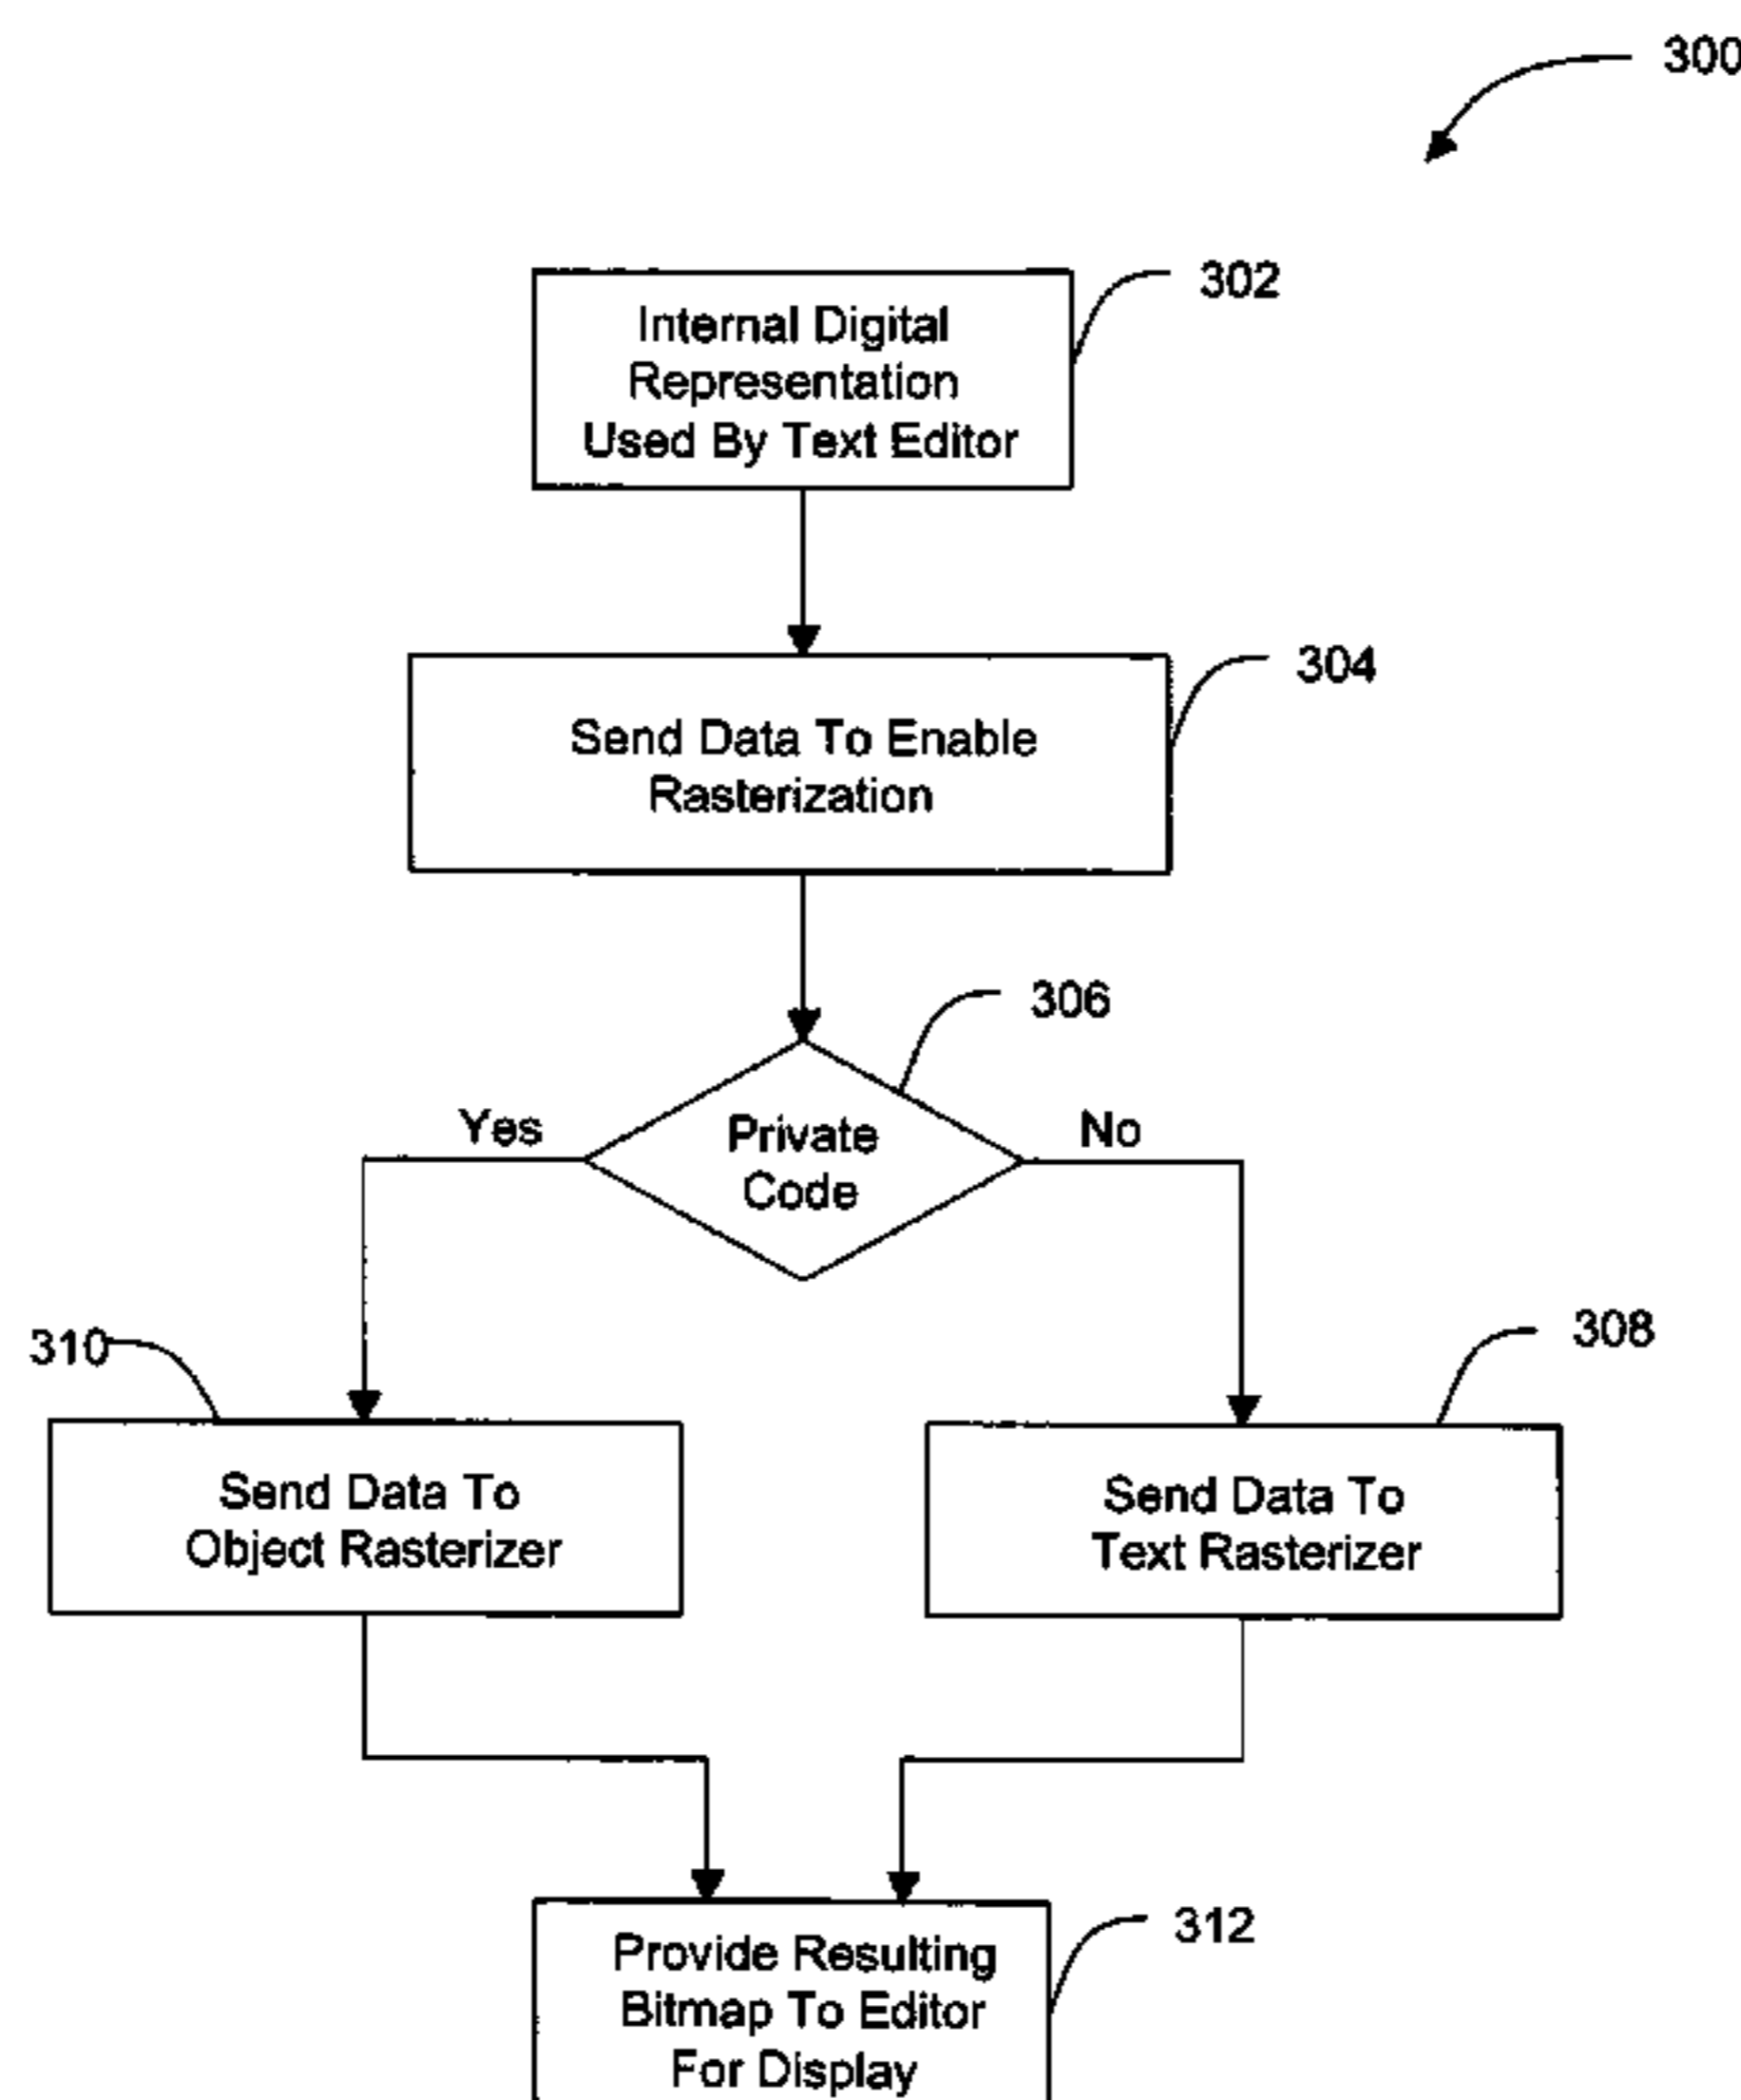 300
302
Internal Digital
Representation
Used By Text Editor
304
Send Data To Enable
Rasterization
306
Yes
Private
Code
No
310
308
Send Data To
Object Rasterizer
Send Data To
Text Rasterizer
312
Provide Resulting
Bitmap To Editor
For Display